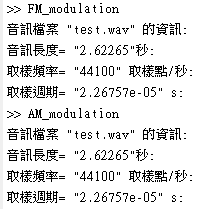 >> FM_modulation
音訊檔案 "test.wav" 的資訊:
音訊長度= "2.62265"秒:
取樣頻率= "44100" 取樣點/秒:
取樣週期= "2.26757e-05" s:
>> AM_modulation
音訊檔案 "test.wav" 的資訊:
音訊長度= "2.62265"秒:
取樣頻率= "44100" 取樣點/秒:
取樣週期= "2.26757e-05" s: